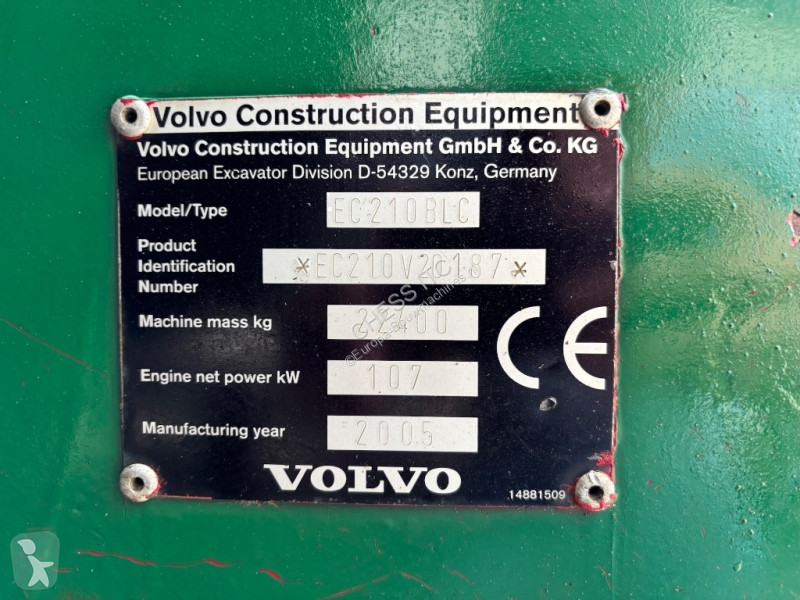 Volvo Construction Equipment
Volvo Construction Equipment GmbH & Co. KG
European Excavator Division D-54329 Konz, Germany
Model/Type EC210BLC
Product Identification Number *EC210V20187*
Machine mass kg
Engine net power kW 107
Manufacturing year 2005
CE
VOLVO
14881509